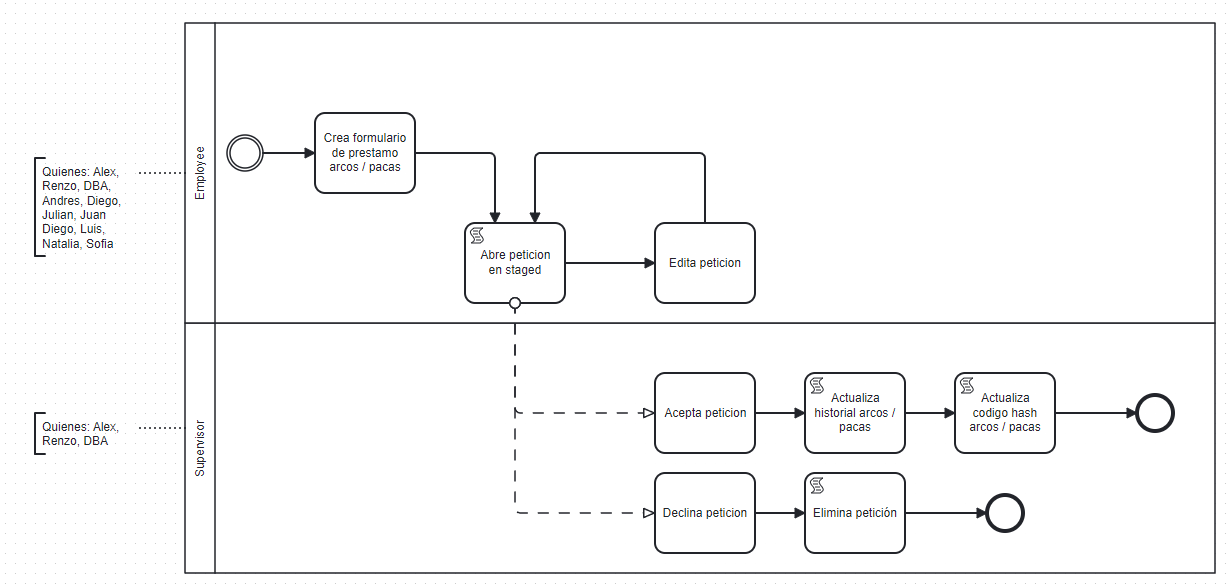 Employee
Quienes: Alex,
Renzo, DBA,
Andres, Diego,
Julian, Juan
Diego, Luis,
Natalia, Sofia
Crea formulario
de prestamo
arcos / pacas
Abre peticion
en staged
Edita peticion
Supervisor
Quienes: Alex,
Renzo, DBA
Acepta peticion
Actualiza
historial arcos /
pacas
Actualiza
codigo hash
arcos / pacas
Declina peticion
Elimina petición